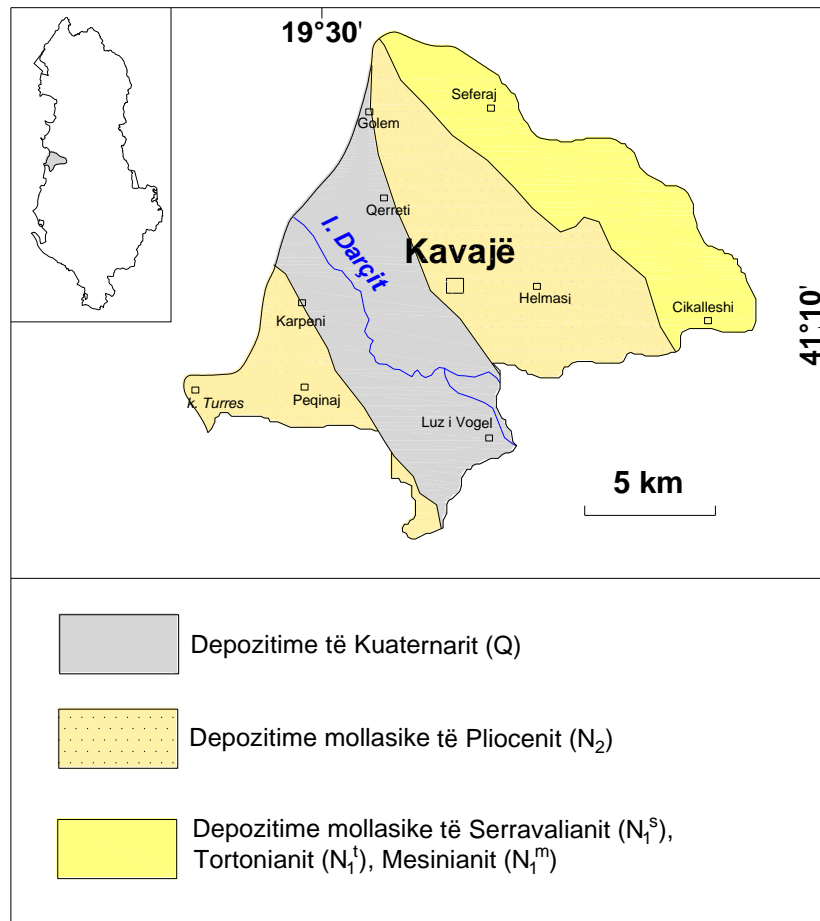 19°30'
Seferaj
Golem
Qerreti
l. Darçit
Kavajë
Helmasi
Cikalleshi
41°10'
Karpeni
k. Turres
Peqinaj
Luz i Vogel
5 km
Depozitime të Kuaternarit (Q)
Depozitime mollasike të Pliocenit (N₂)
Depozitime mollasike të Serravalianit (N₁ˢ),
Tortonianit (N₁ᵗ), Mesinianit (N₁ᵐ)